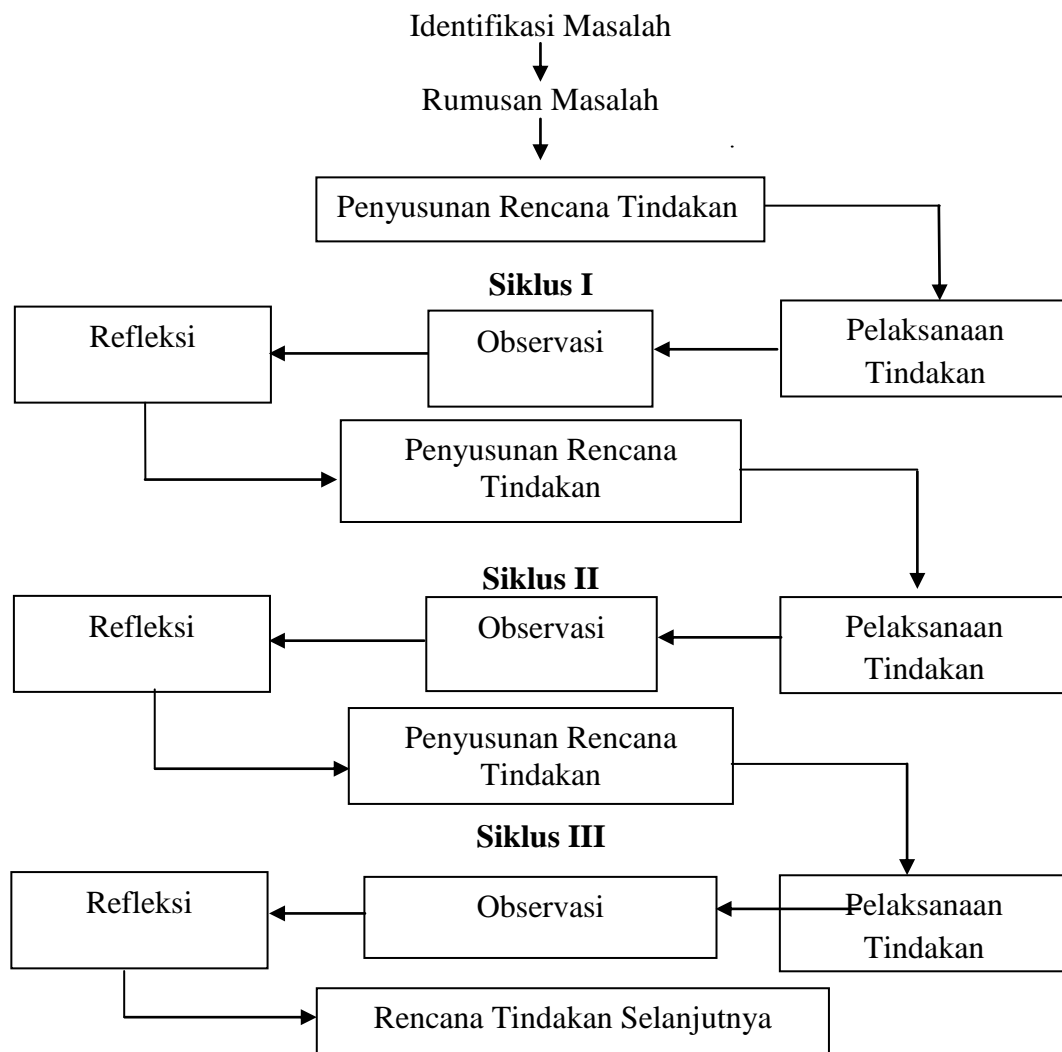 Identifikasi Masalah
Rumusan Masalah
Penyusunan Rencana Tindakan
Siklus I
Refleksi
Observasi
Pelaksanaan
Tindakan
Penyusunan Rencana
Tindakan
Siklus II
Refleksi
Observasi
Pelaksanaan
Tindakan
Penyusunan Rencana
Tindakan
Siklus III
Refleksi
Observasi
Pelaksanaan
Tindakan
Rencana Tindakan Selanjutnya